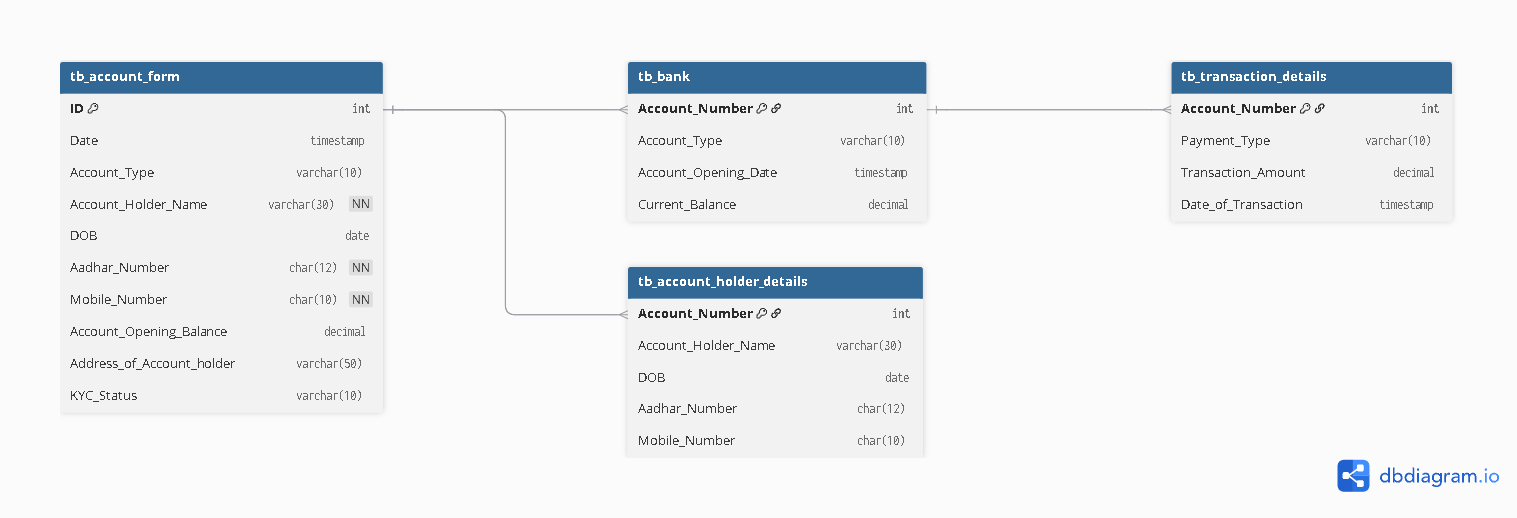 tb_account_form
ID int
Date timestamp
Account_Type varchar(10)
Account_Holder_Name varchar(30) NN
DOB date
Aadhar_Number char(12) NN
Mobile_Number char(10) NN
Account_Opening_Balance decimal
Address_of_Account_holder varchar(50)
KYC_Status varchar(10)
tb_bank
Account_Number int
Account_Type varchar(10)
Account_Opening_Date timestamp
Current_Balance decimal
tb_account_holder_details
Account_Number int
Account_Holder_Name varchar(30)
DOB date
Aadhar_Number char(12)
Mobile_Number char(10)
tb_transaction_details
Account_Number int
Payment_Type varchar(10)
Transaction_Amount decimal
Date_of_Transaction timestamp
dbdiagram.io